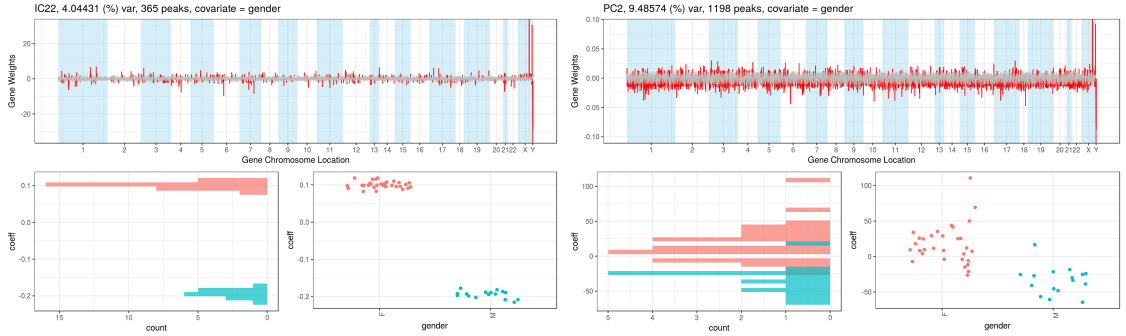 IC22, 4.04431 (%) var, 365 peaks, covariate = gender
Gene Weights
20
0
-20
1 2 3 4 5 6 7 8 9 10 11 12 13 14 15 16 17 18 19 20 21 22 X Y
Gene Chromosome Location
coeff
0.1
0.0
-0.1
-0.2
15 10 5 0
count
coeff
0.1
0.0
-0.1
-0.2
F M
gender
PC2, 9.48574 (%) var, 1198 peaks, covariate = gender
Gene Weights
0.10
0.05
0.00
-0.05
-0.10
1 2 3 4 5 6 7 8 9 10 11 12 13 14 15 16 17 18 19 20 21 22 X Y
Gene Chromosome Location
coeff
100
50
0
-50
5 4 3 2 1 0
count
coeff
100
50
0
-50
F M
gender